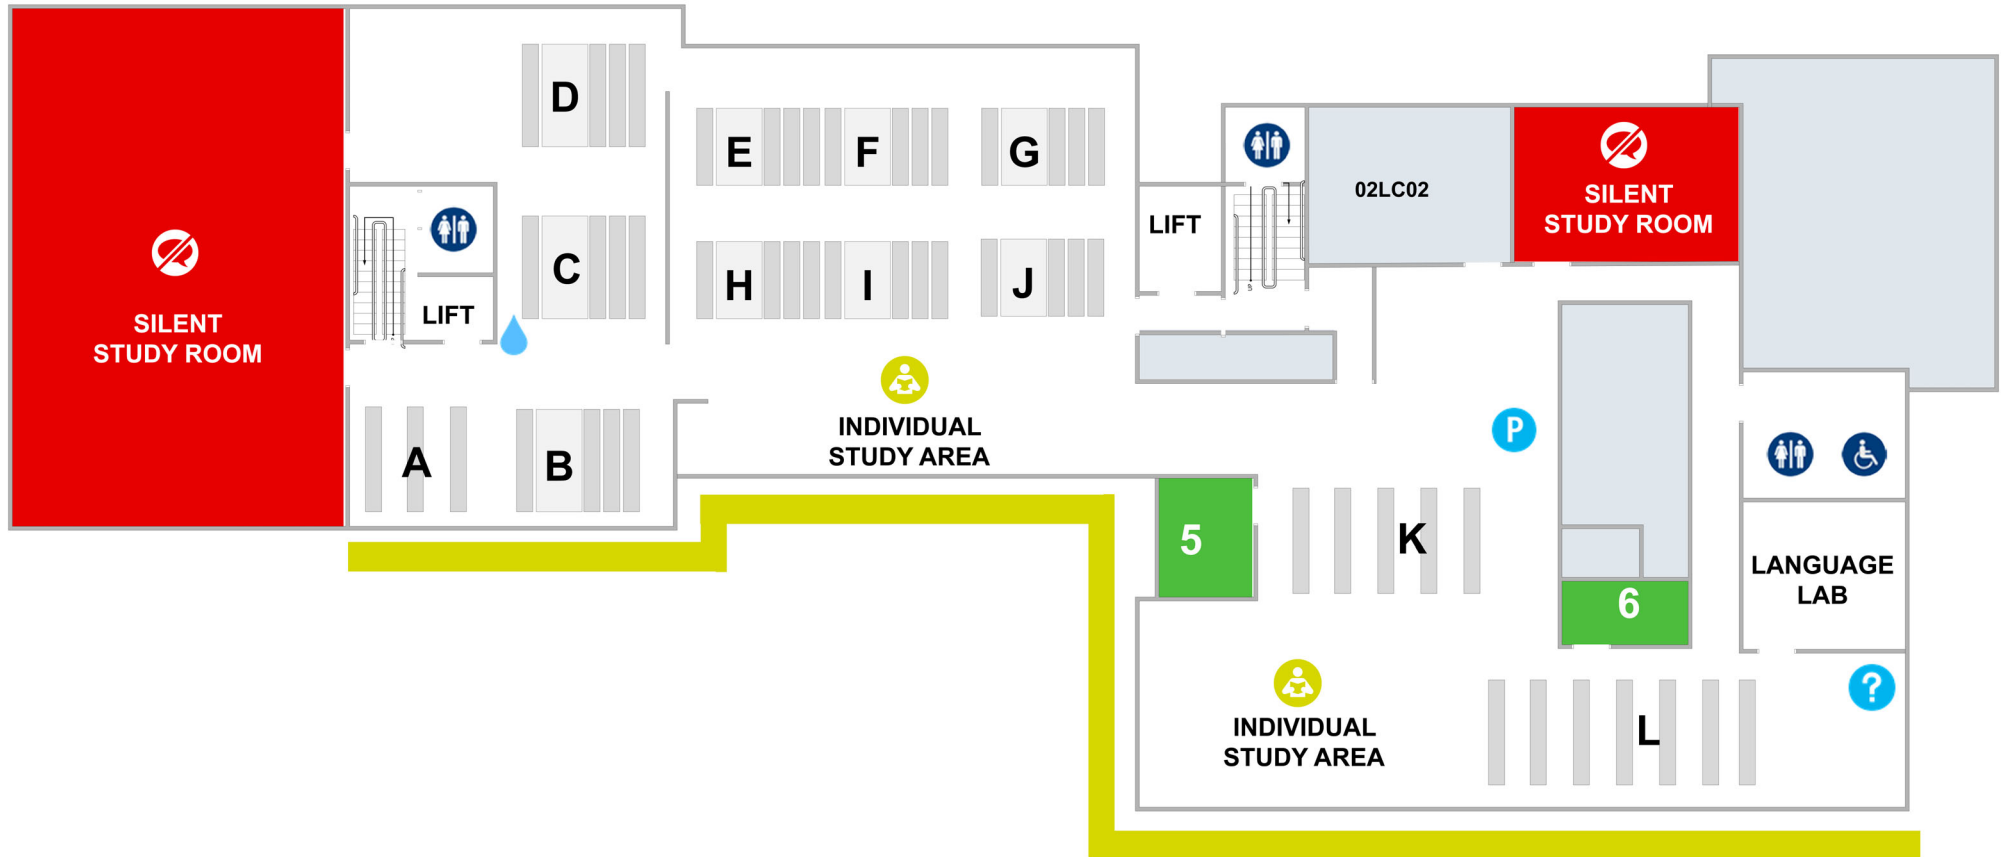 D
E
F
G
02LC02
SILENT
STUDY ROOM
LIFT
C
H
I
J
LIFT
SILENT
STUDY ROOM
INDIVIDUAL
STUDY AREA
A
B
P
5
K
LANGUAGE
LAB
6
?
INDIVIDUAL
STUDY AREA
L